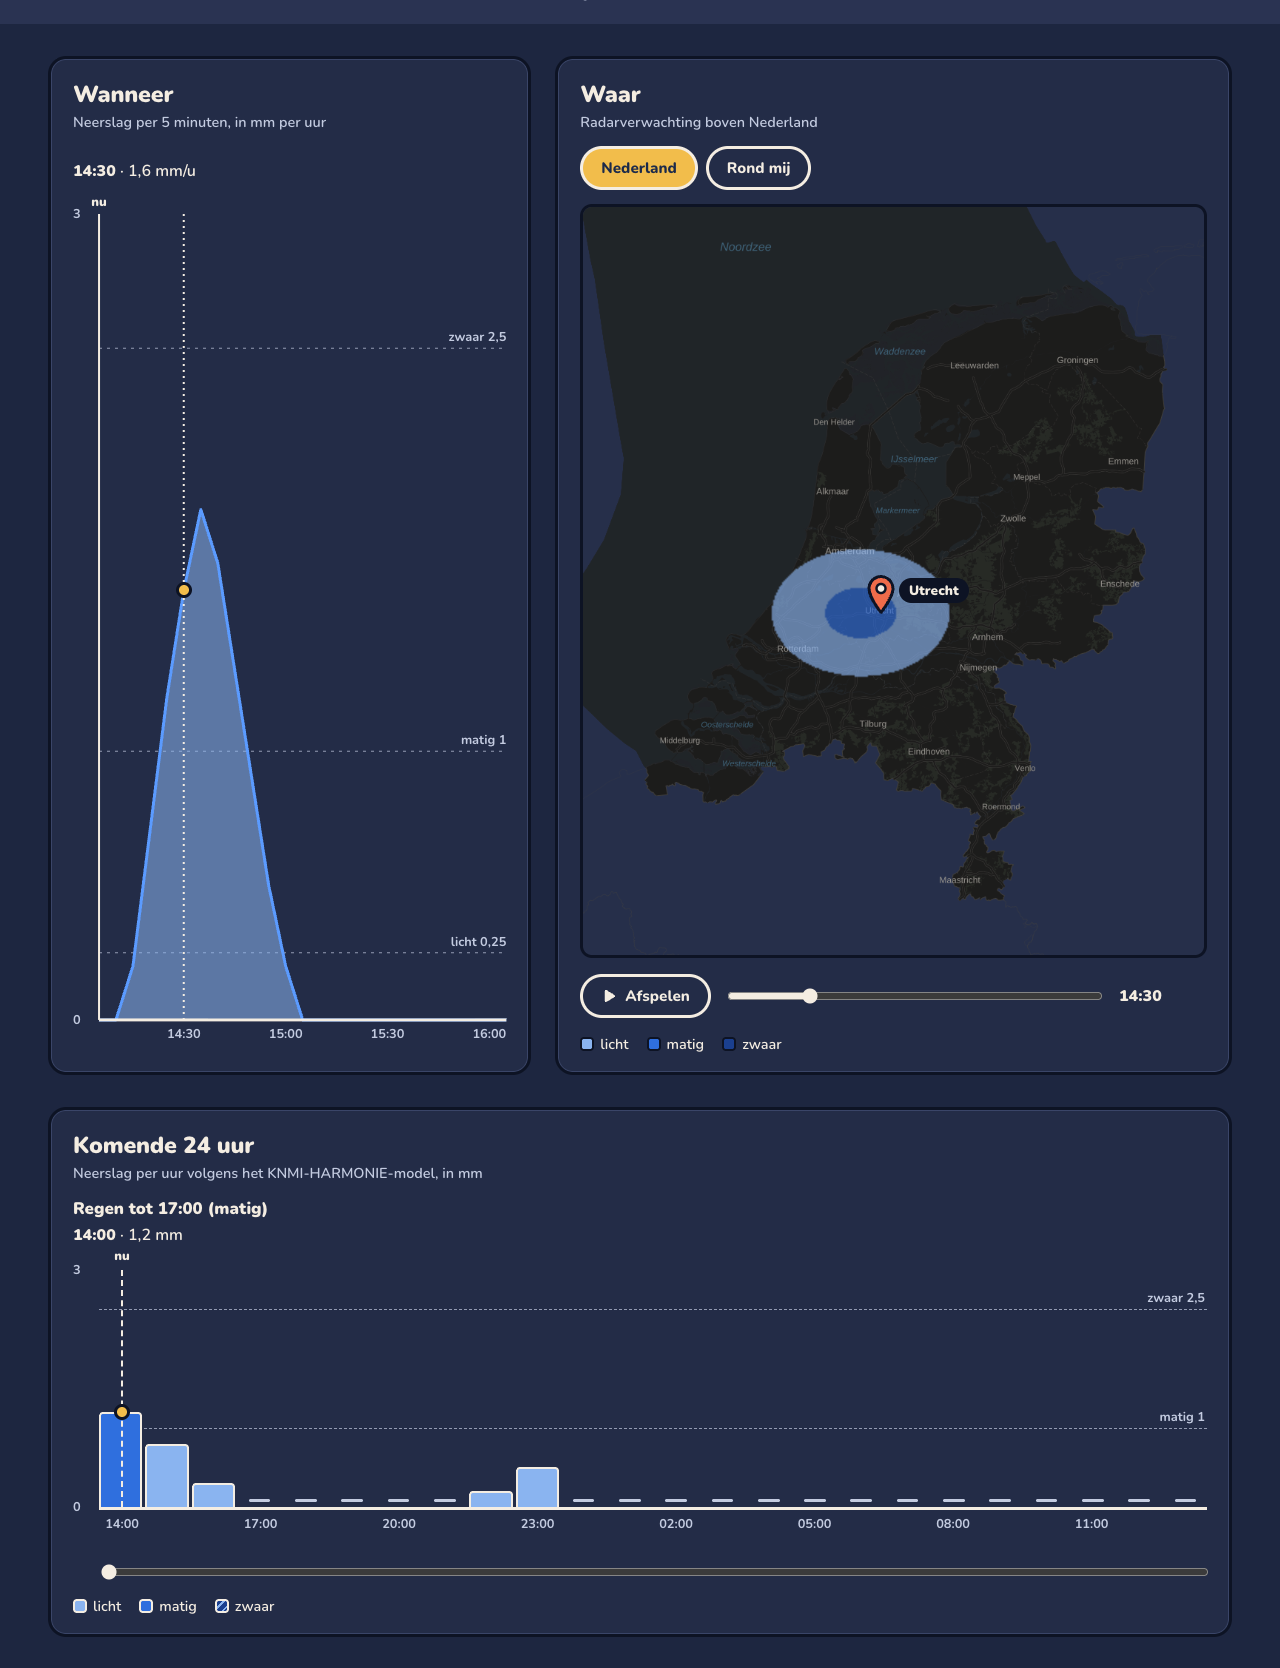 Wanneer
Neerslag per 5 minuten, in mm per uur
14:30 · 1,6 mm/u
nu
3
zwaar 2,5
matig 1
licht 0,25
0
14:30 15:00 15:30 16:00
Waar
Radarverwachting boven Nederland
Nederland Rond mij
Noordzee
Waddenzee
Leeuwarden
Groningen
Den Helder
IJsselmeer
Emmen
Meppel
Alkmaar
Markermeer
Zwolle
Amsterdam
Enschede
Utrecht
Utrecht
Arnhem
Rotterdam
Nijmegen
Oosterschelde
Tilburg
Middelburg
Eindhoven
Westerschelde
Venlo
Roermond
Maastricht
Afspelen 14:30
licht matig zwaar
Komende 24 uur
Neerslag per uur volgens het KNMI-HARMONIE-model, in mm
Regen tot 17:00 (matig)
14:00 · 1,2 mm
nu
3
zwaar 2,5
matig 1
0
14:00 17:00 20:00 23:00 02:00 05:00 08:00 11:00
licht matig zwaar